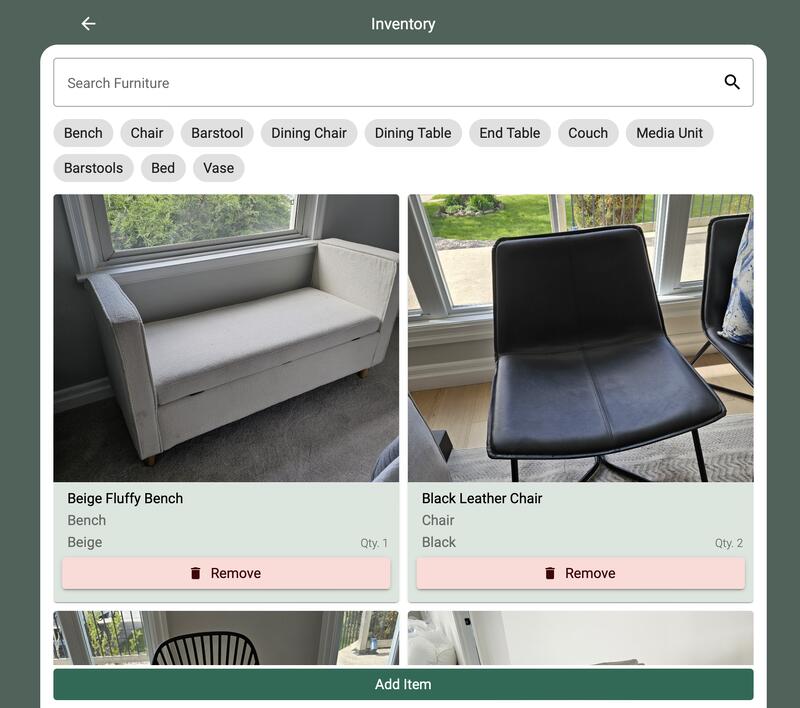 Inventory
Search Furniture
Bench Chair Barstool Dining Chair Dining Table End Table Couch Media Unit
Barstools Bed Vase
Beige Fluffy Bench
Bench
Beige Qty. 1
Remove
Black Leather Chair
Chair
Black Qty. 2
Remove
Add Item